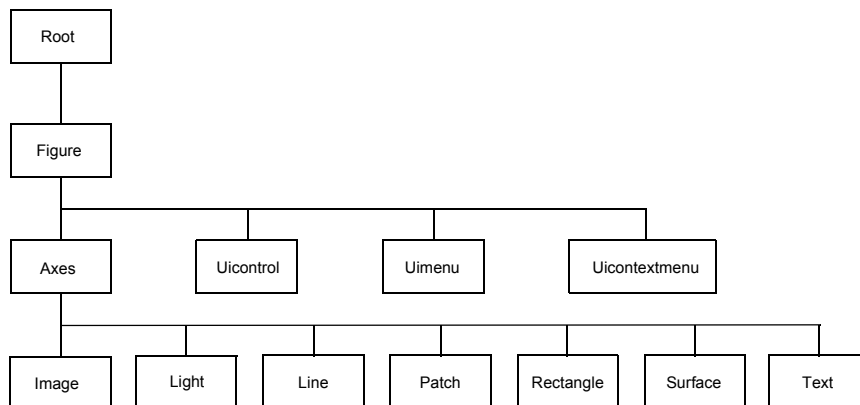 Root
Figure
Axes
Uicontrol
Uimenu
Uicontextmenu
Image
Light
Line
Patch
Rectangle
Surface
Text